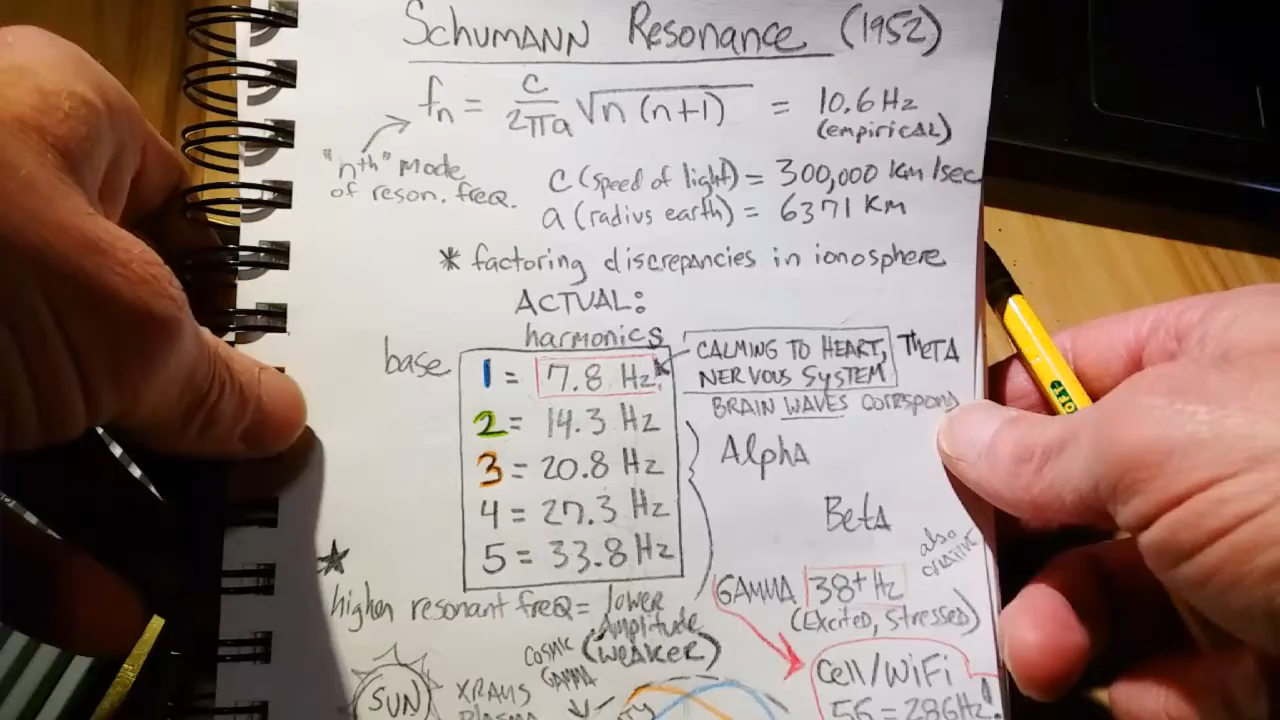 Schumann Resonance (1952)
fn = c/2πa √n(n+1) = 10.6 Hz
(empirical)
"nth" mode
of reson. freq.
c (speed of light) = 300,000 Km/sec
a (radius earth) = 6371 Km
* factoring discrepancies in ionosphere
ACTUAL:
harmonics
base
1 = 7.8 Hz
CALMING TO HEART,
NERVOUS SYSTEM
TheTA
BRAIN WAVES correspond
2 = 14.3 Hz
Alpha
3 = 20.8 Hz
4 = 27.3 Hz
Beta
5 = 33.8 Hz
also
CREATIVE
★
higher resonant freq = lower
Amplitude
(weaker)
GAMMA 38+ Hz
(Excited, Stressed)
Cell/WiFi
5G = 28GHz!
SUN
XRAYS
PLASMA
Cosmic
GAMMA